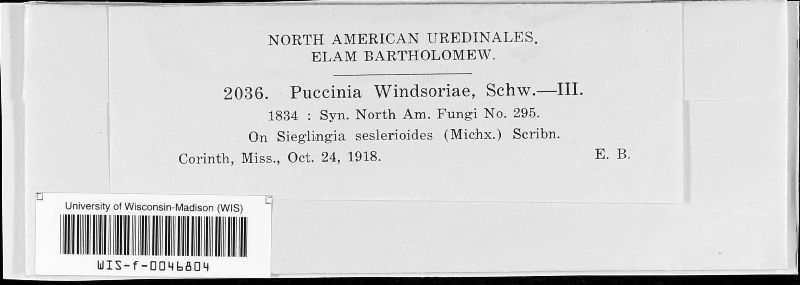 NORTH AMERICAN UREDINALES.
ELAM BARTHOLOMEW.
2036. Puccinia Windsoriae, Schw.—III.
1834 : Syn. North Am. Fungi No. 295.
On Sieglingia seslerioides (Michx.) Scribn.
Corinth, Miss., Oct. 24, 1918. E. B.
University of Wisconsin-Madison (WIS)
WIS-f-0046804